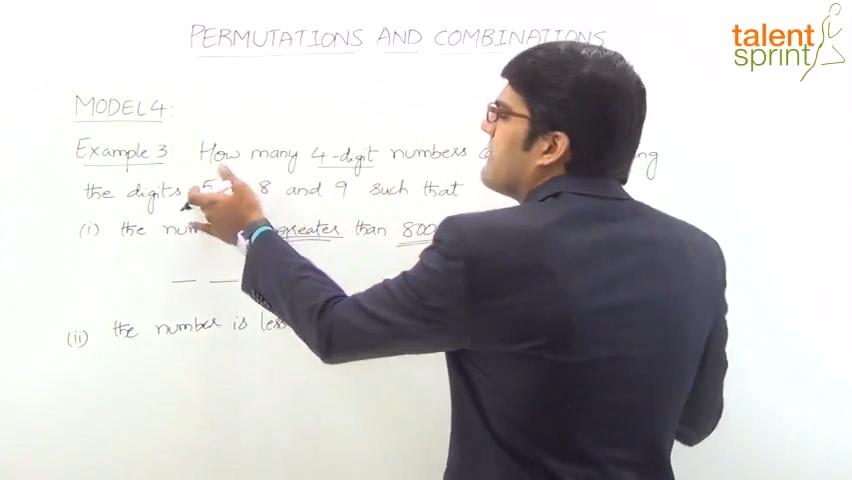 PERMUTATIONS AND COMBINATIONS
talent
sprint
MODEL 4:
Example 3: How many 4-digit numbers
the digits 5, 8 and 9 such that
(i) the greater than
(ii) the number is less